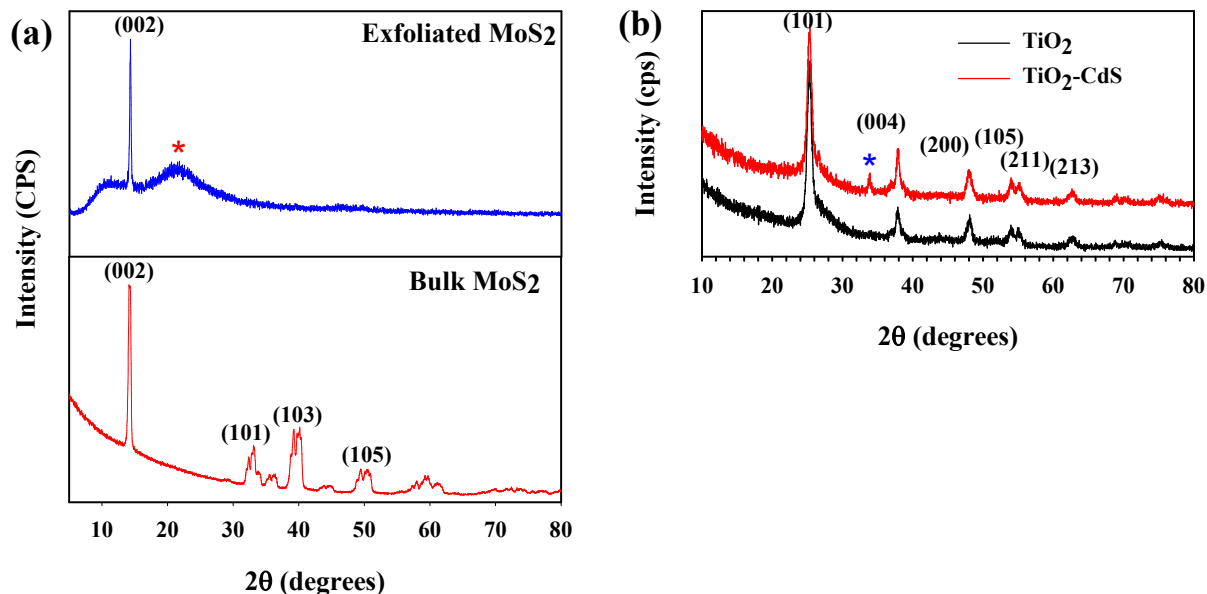 (a)
(002)
Exfoliated MoS2
*
Intensity (CPS)
(002)
Bulk MoS2
(101)
(103)
(105)
10 20 30 40 50 60 70 80
2θ (degrees)
(b)
(101)
TiO2
TiO2-CdS
(004)
*
(200)
(105)
(211)
(213)
Intensity (cps)
10 20 30 40 50 60 70 80
2θ (degrees)